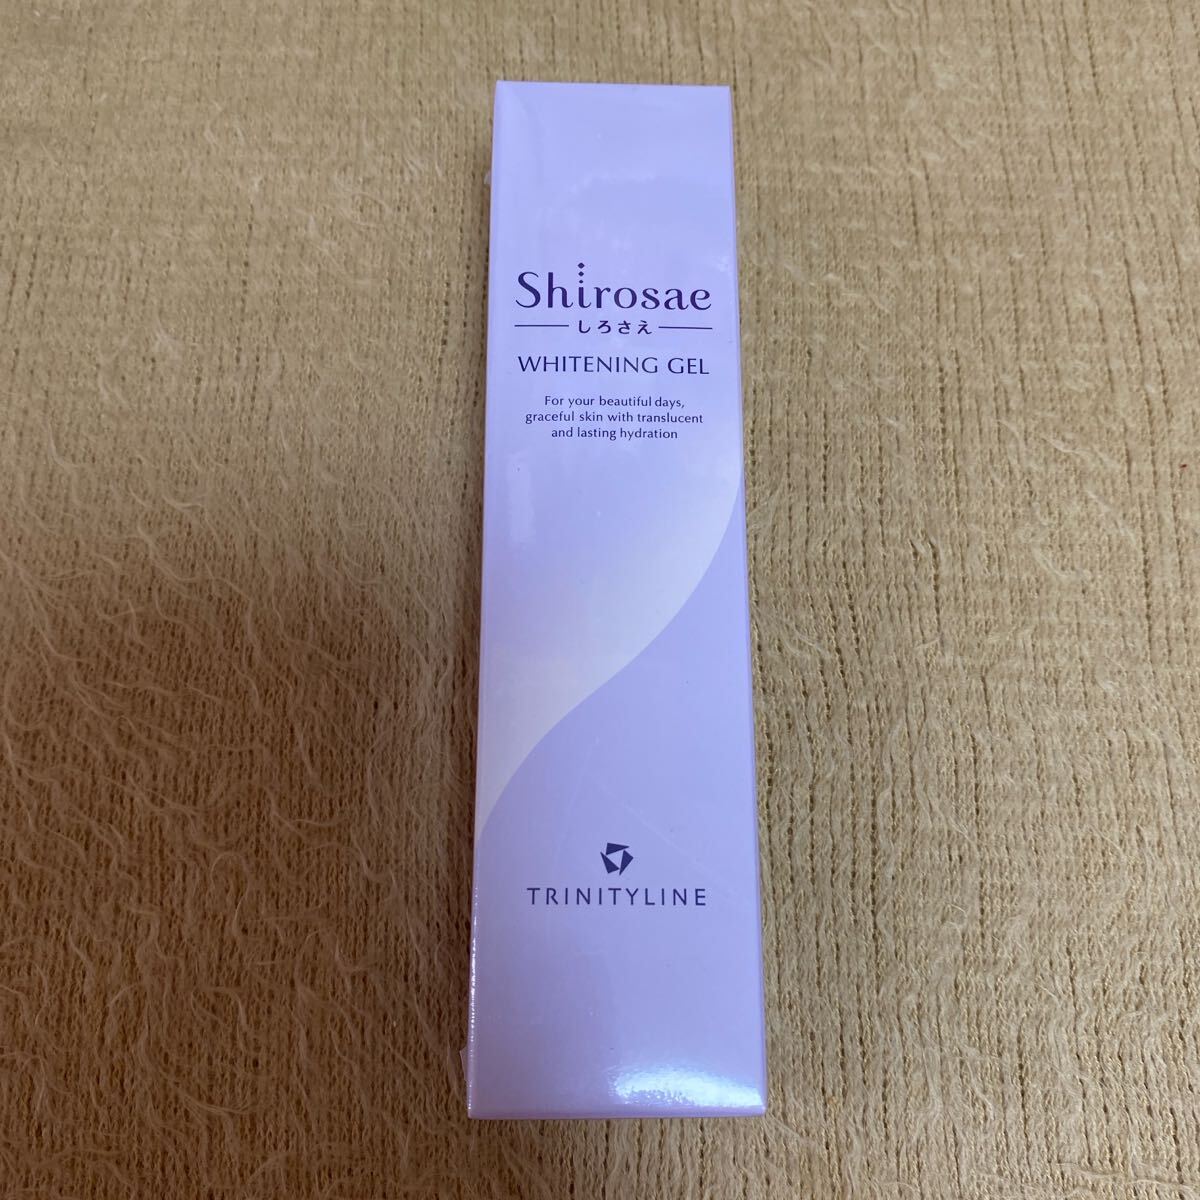 Shirosae
しろさえ
WHITENING GEL
For your beautiful days,
graceful skin with translucent
and lasting hydration
TRINITYLINE